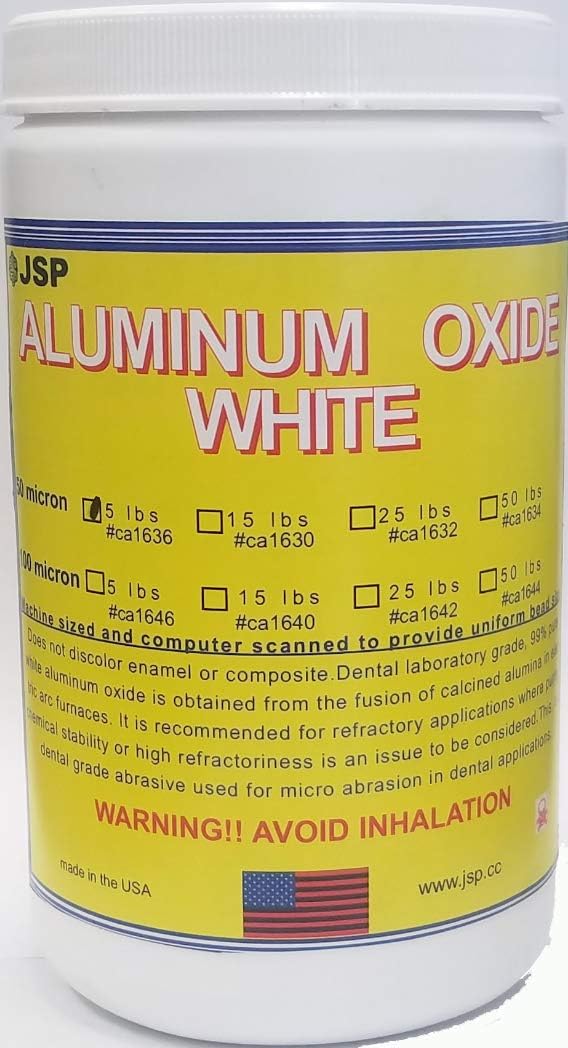 JSP
ALUMINUM OXIDE
WHITE
50 micron 5 lbs 15 lbs 25 lbs 50 lbs
#ca1636 #ca1630 #ca1632 #ca1634
100 micron 5 lbs 15 lbs 25 lbs 50 lbs
#ca1646 #ca1640 #ca1642 #ca1644
Machine sized and computer scanned to provide uniform bead
Does not discolor enamel or composite.Dental laboratory grade, 99%
white aluminum oxide is obtained from the fusion of calcined alumina in
tric arc furnaces. It is recommended for refractory applications where
chemical stability or high refractoriness is an issue to be considered.This
dental grade abrasive used for micro abrasion in dental applications.
WARNING!! AVOID INHALATION
made in the USA
www.jsp.cc